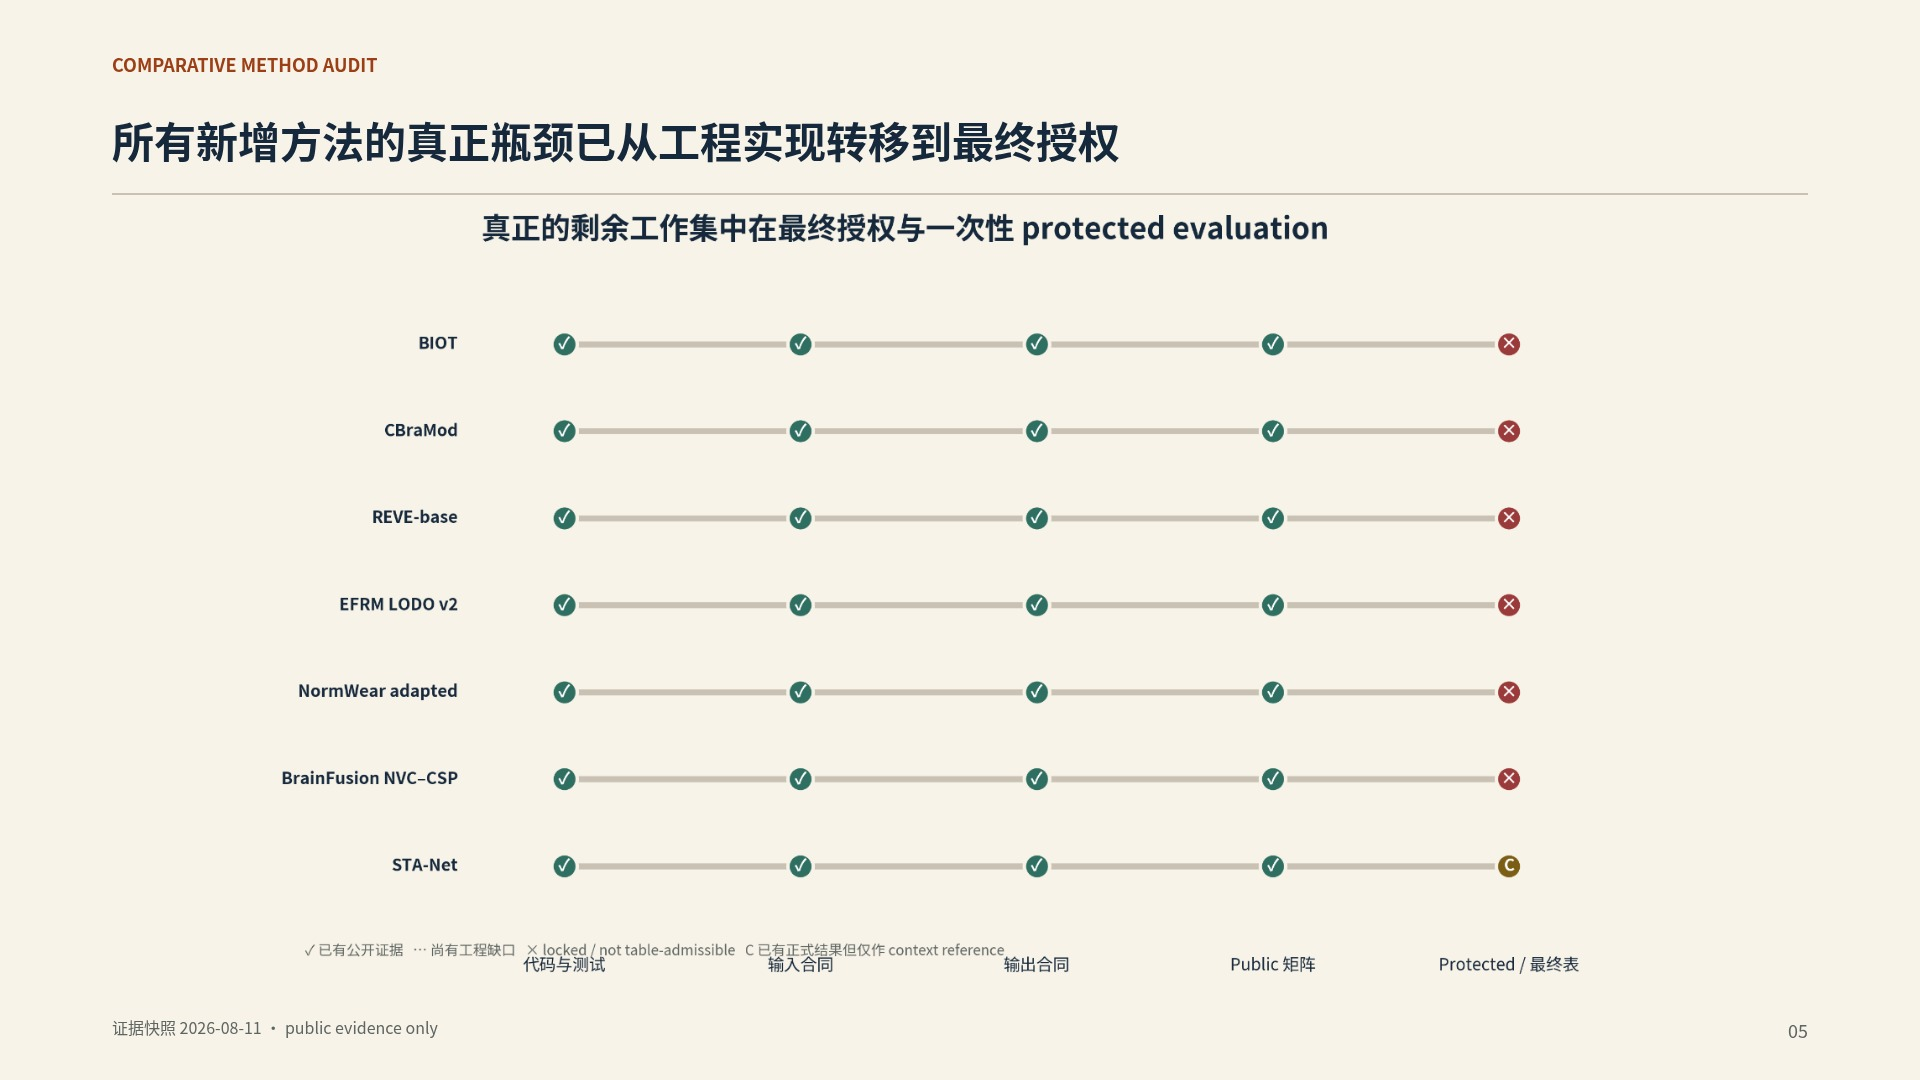 COMPARATIVE METHOD AUDIT
所有新增方法的真正瓶颈已从工程实现转移到最终授权
真正的剩余工作集中在最终授权与一次性 protected evaluation
BIOT ✓ ✓ ✓ ✓ ×
CBraMod ✓ ✓ ✓ ✓ ×
REVE-base ✓ ✓ ✓ ✓ ×
EFRM LODO v2 ✓ ✓ ✓ ✓ ×
NormWear adapted ✓ ✓ ✓ ✓ ×
BrainFusion NVC–CSP ✓ ✓ ✓ ✓ ×
STA-Net ✓ ✓ ✓ ✓ C
✓ 已有公开证据 ··· 尚有工程缺口 × locked / not table-admissible C 已有正式结果但仅作 context reference
代码与测试 输入合同 输出合同 Public 矩阵 Protected / 最终表
证据快照 2026-08-11 · public evidence only
05